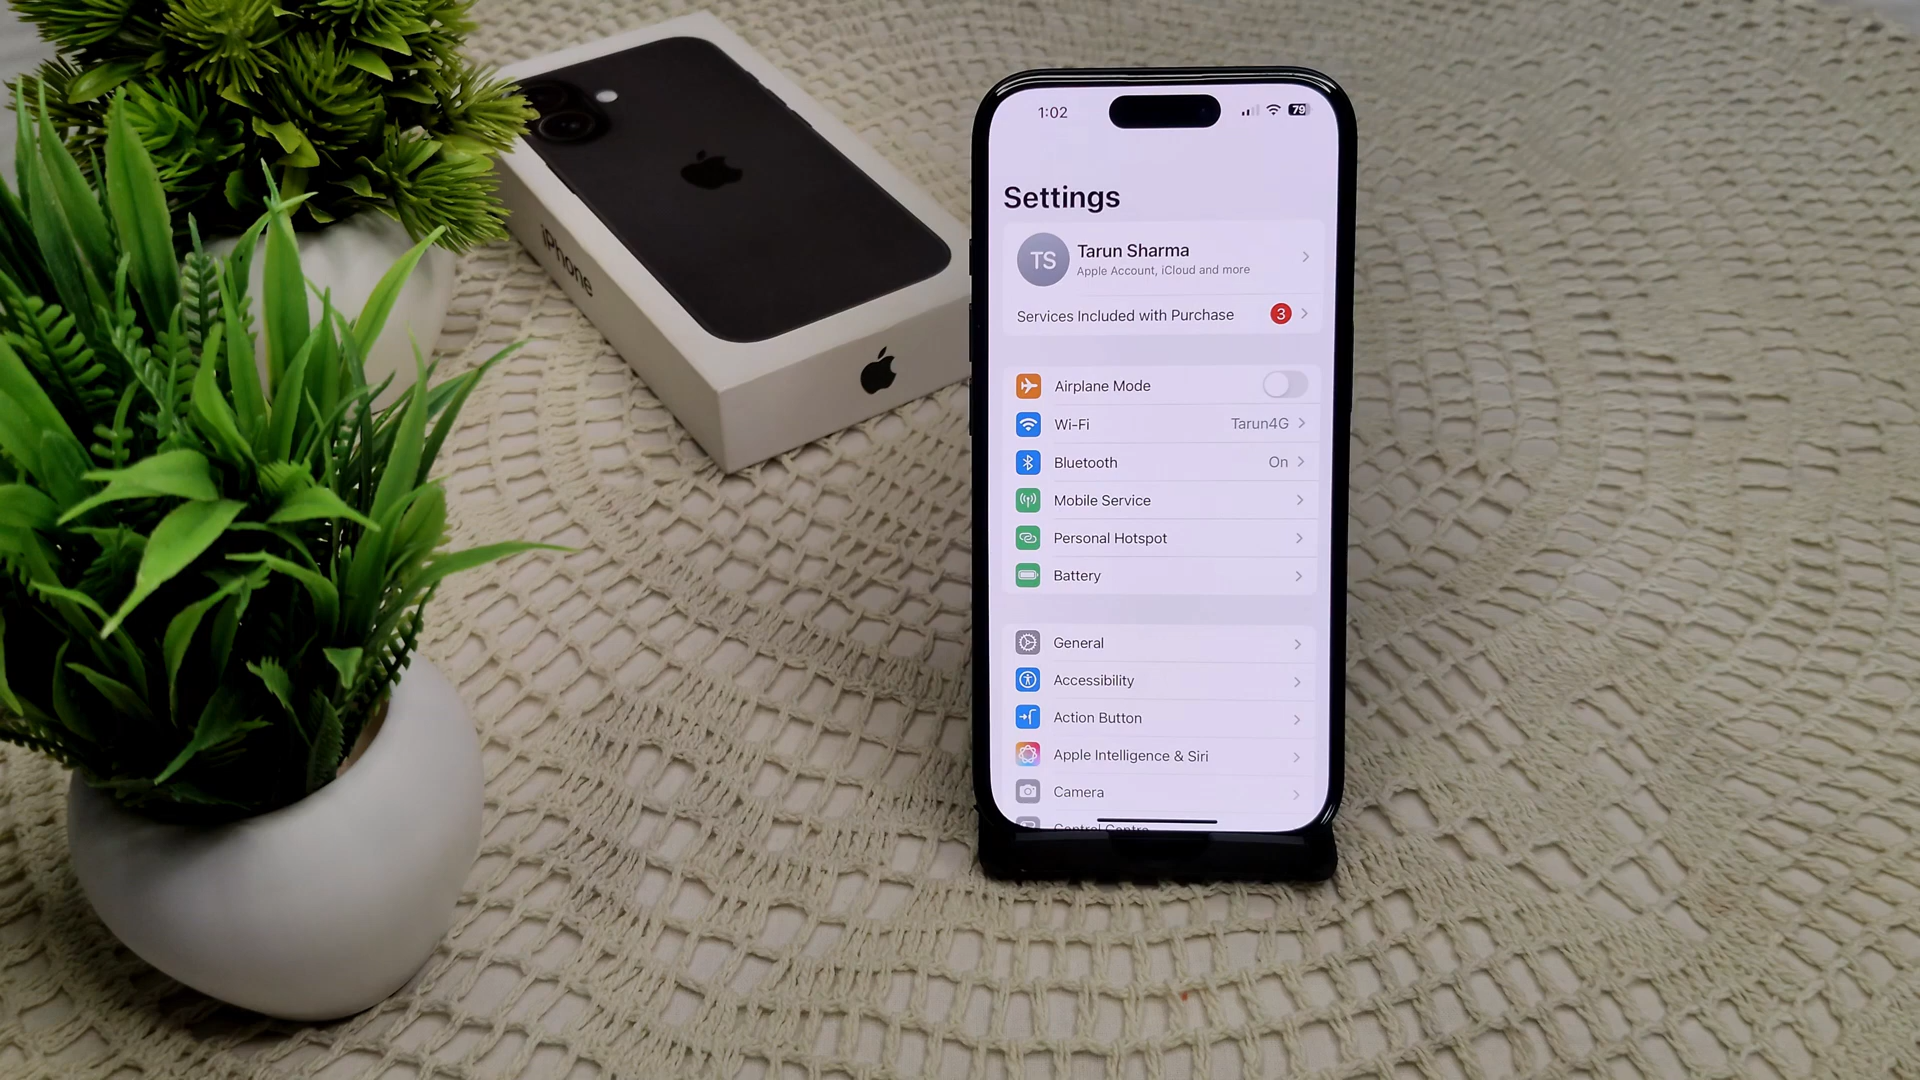 iPhone
1:02
79
Settings
TS
Tarun Sharma
Apple Account, iCloud and more
Services Included with Purchase 3
Airplane Mode
Wi-Fi Tarun4G
Bluetooth On
Mobile Service
Personal Hotspot
Battery
General
Accessibility
Action Button
Apple Intelligence & Siri
Camera
Control Centre